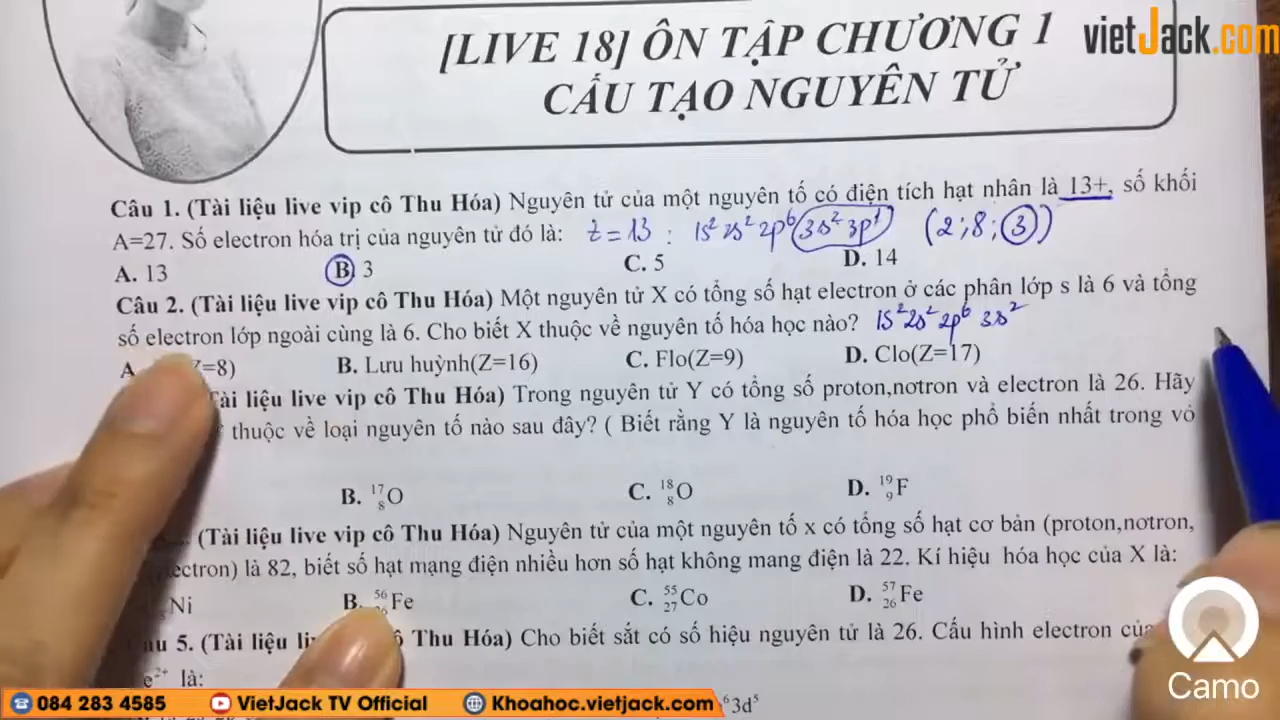 [LIVE 18] ÔN TẬP CHƯƠNG 1
vietJack.com
CẤU TẠO NGUYÊN TỬ
Câu 1. (Tài liệu live vip cô Thu Hóa) Nguyên tử của một nguyên tố có điện tích hạt nhân là 13+, số khối
A=27. Số electron hóa trị của nguyên tử đó là: z = 13 : 1s² 2s² 2p⁶ 3s² 3p¹ (2;8;3)
A. 13 B. 3 C. 5 D. 14
Câu 2. (Tài liệu live vip cô Thu Hóa) Một nguyên tử X có tổng số hạt electron ở các phân lớp s là 6 và tổng
số electron lớp ngoài cùng là 6. Cho biết X thuộc về nguyên tố hóa học nào? 1s² 2s² 2p⁶ 3s²
A =8) B. Lưu huỳnh(Z=16) C. Flo(Z=9) D. Clo(Z=17)
ài liệu live vip cô Thu Hóa) Trong nguyên tử Y có tổng số proton,nơtron và electron là 26. Hãy
thuộc về loại nguyên tố nào sau đây? ( Biết rằng Y là nguyên tố hóa học phổ biến nhất trong vỏ
B. ¹⁷₈O C. ¹⁸₈O D. ¹⁹₉F
(Tài liệu live vip cô Thu Hóa) Nguyên tử của một nguyên tố x có tổng số hạt cơ bản (proton,nơtron,
ectron) là 82, biết số hạt mạng điện nhiều hơn số hạt không mang điện là 22. Kí hiệu hóa học của X là:
Ni B. ⁵⁶Fe C. ⁵⁵₂₇Co D. ⁵⁷₂₆Fe
âu 5. (Tài liệu li ô Thu Hóa) Cho biết sắt có số hiệu nguyên tử là 26. Cấu hình electron củ
e²⁺ là:
⁶3d⁵
Camo
084 283 4585 VietJack TV Official Khoahoc.vietjack.com